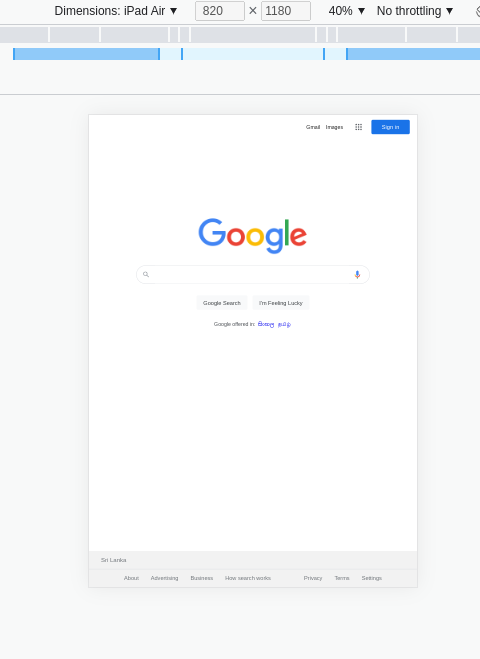 Dimensions: iPad Air 820 × 1180 40% No throttling
Gmail Images Sign in
Google
Google Search I'm Feeling Lucky
Google offered in: සිංහල தமிழ்
Sri Lanka
About Advertising Business How search works Privacy Terms Settings